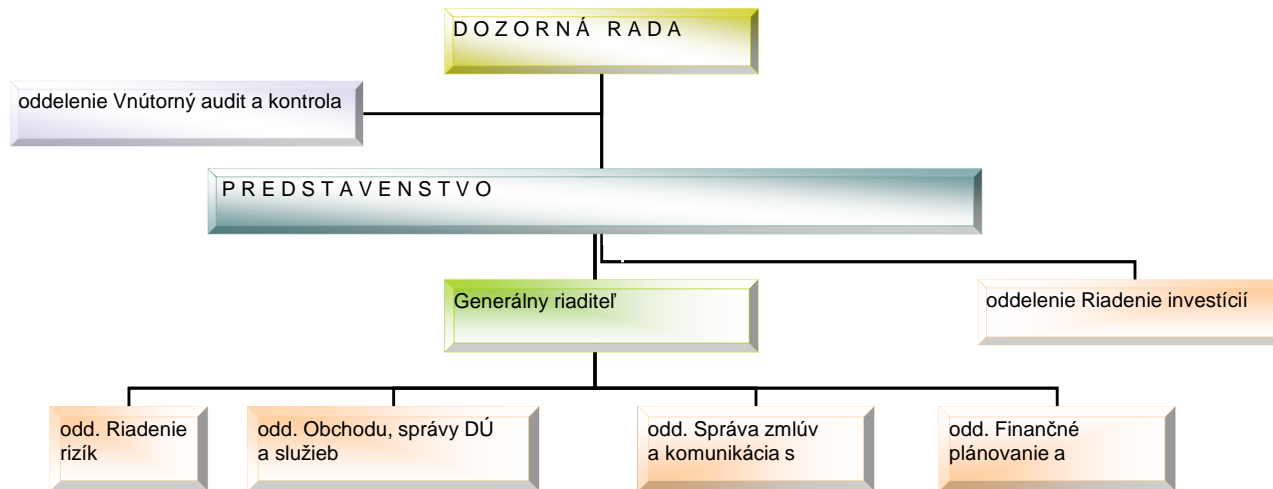 D O Z O R N Á   R A D A
oddelenie Vnútorný audit a kontrola
P R E D S T A V E N S T V O
Generálny riaditeľ
oddelenie Riadenie investícií
odd. Riadenie
rizík
odd. Obchodu, správy DÚ
a služieb
odd. Správa zmlúv
a komunikácia s
odd. Finančné
plánovanie a